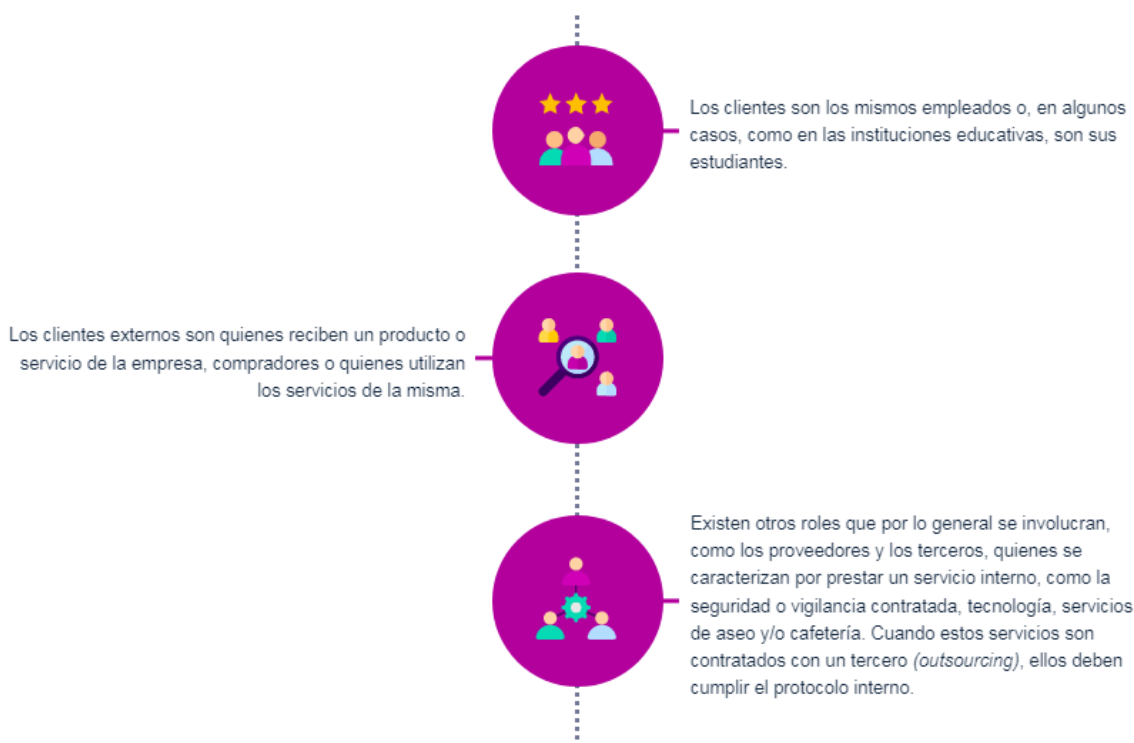 Los clientes son los mismos empleados o, en algunos
casos, como en las instituciones educativas, son sus
estudiantes.
Los clientes externos son quienes reciben un producto o
servicio de la empresa, compradores o quienes utilizan
los servicios de la misma.
Existen otros roles que por lo general se involucran,
como los proveedores y los terceros, quienes se
caracterizan por prestar un servicio interno, como la
seguridad o vigilancia contratada, tecnología, servicios
de aseo y/o cafetería. Cuando estos servicios son
contratados con un tercero (outsourcing), ellos deben
cumplir el protocolo interno.